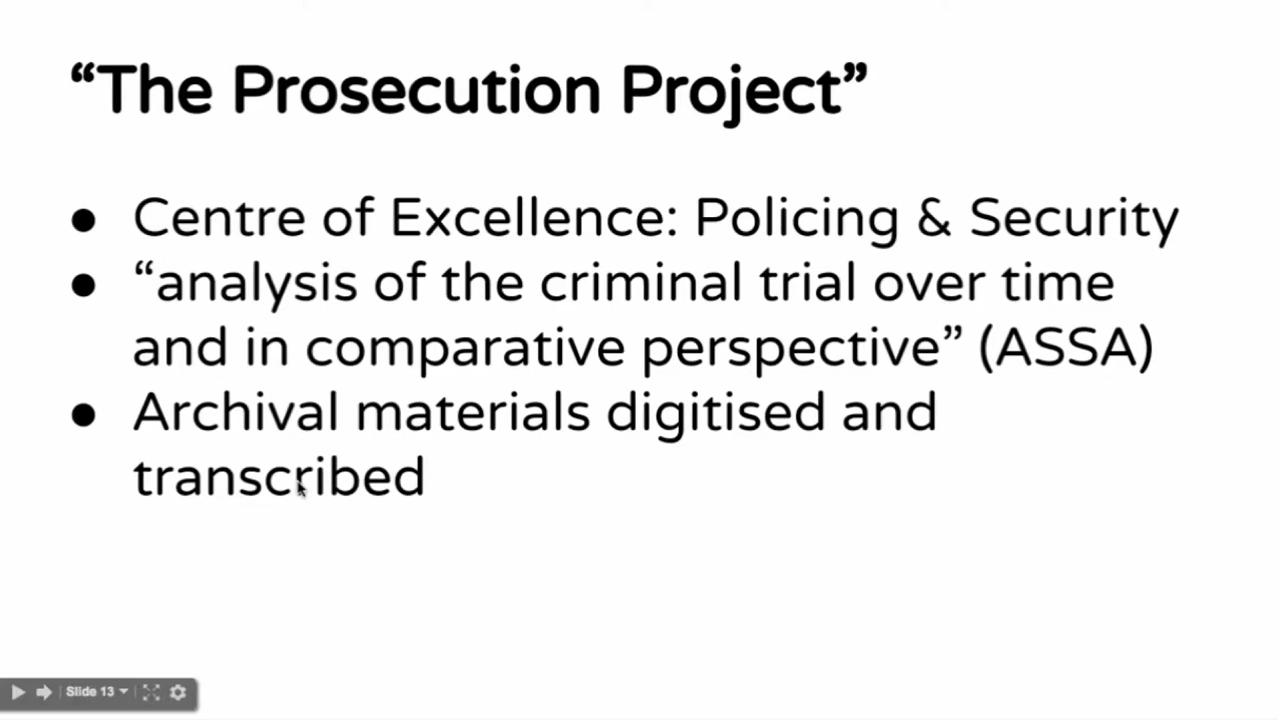 “The Prosecution Project”
● Centre of Excellence: Policing & Security
● “analysis of the criminal trial over time
and in comparative perspective” (ASSA)
● Archival materials digitised and
transcribed
Slide 13